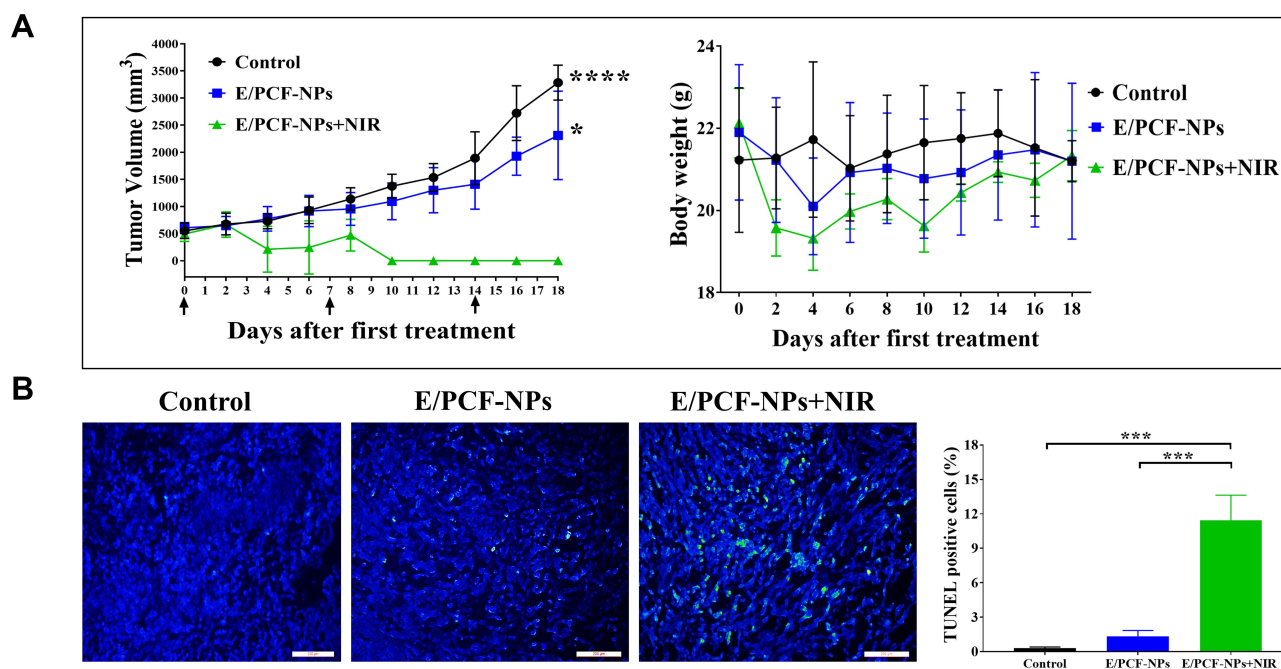 A
Tumor Volume (mm³)
4000
3500
3000
2500
2000
1500
1000
500
0
Control
E/PCF-NPs
E/PCF-NPs+NIR
****
*
0 1 2 3 4 5 6 7 8 9 10 11 12 13 14 15 16 17 18
Days after first treatment
Body weight (g)
24
22
20
18
Control
E/PCF-NPs
E/PCF-NPs+NIR
0 2 4 6 8 10 12 14 16 18
Days after first treatment
B
Control
E/PCF-NPs
E/PCF-NPs+NIR
TUNEL positive cells (%)
18
15
12
9
6
3
0
***
***
Control E/PCF-NPs E/PCF-NPs+NIR